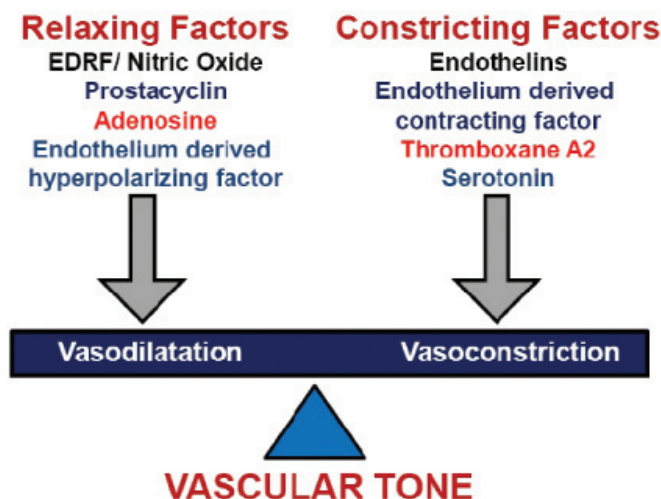 Relaxing Factors
EDRF/ Nitric Oxide
Prostacyclin
Adenosine
Endothelium derived
hyperpolarizing factor
Constricting Factors
Endothelins
Endothelium derived
contracting factor
Thromboxane A2
Serotonin
Vasodilatation
Vasoconstriction
VASCULAR TONE